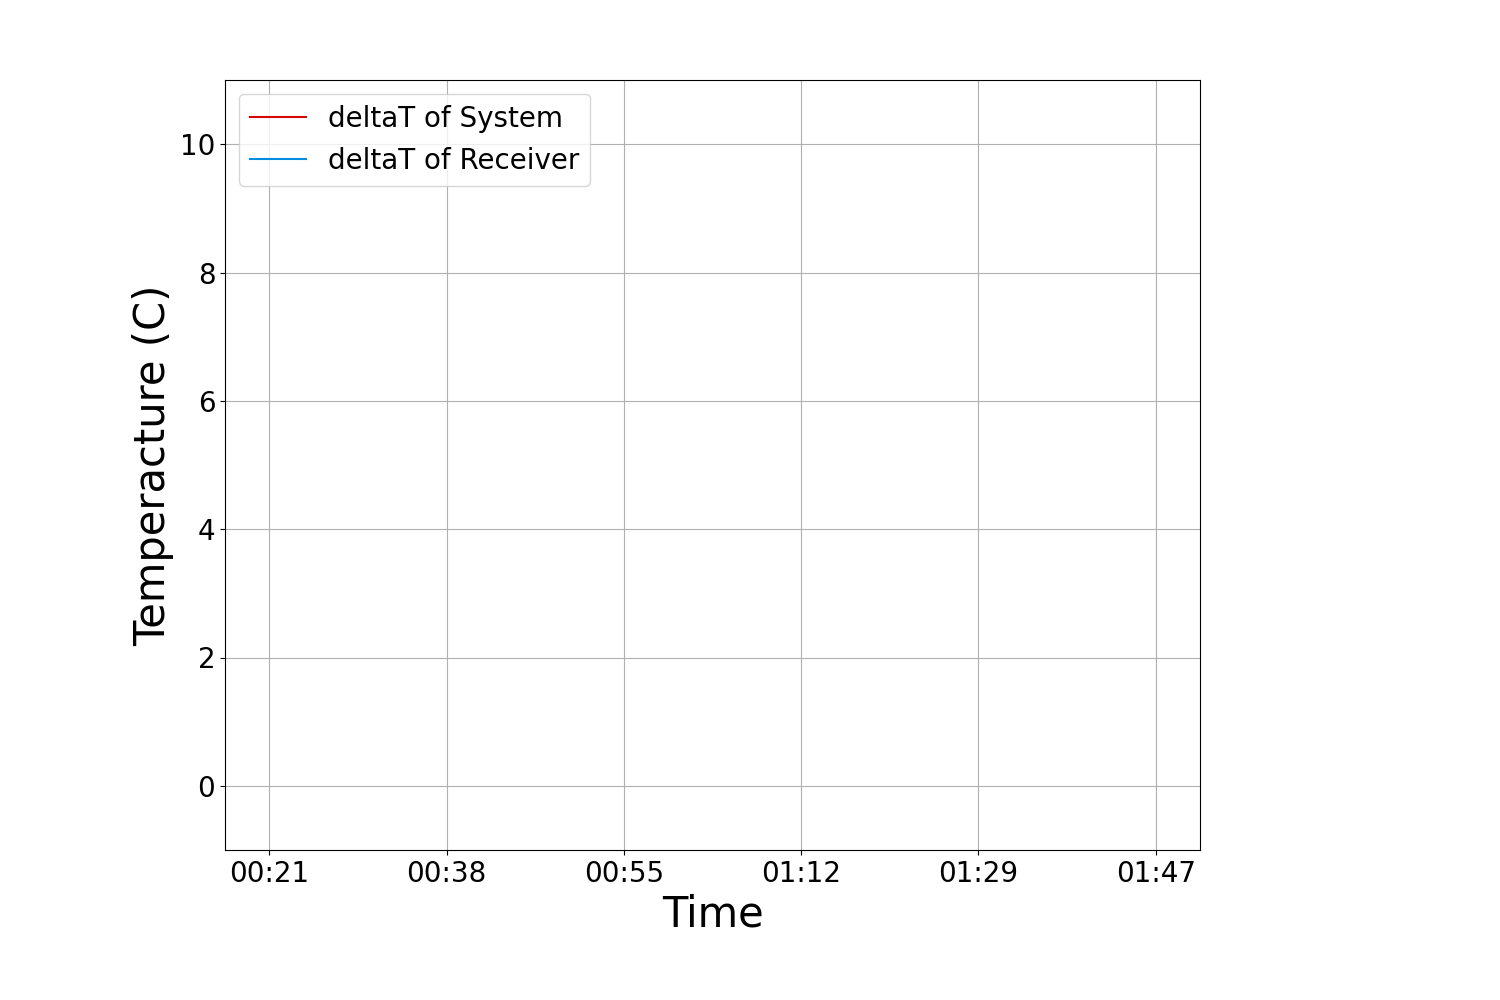 deltaT of System
deltaT of Receiver
10
8
6
4
2
0
Temperacture (C)
00:21 00:38 00:55 01:12 01:29 01:47
Time